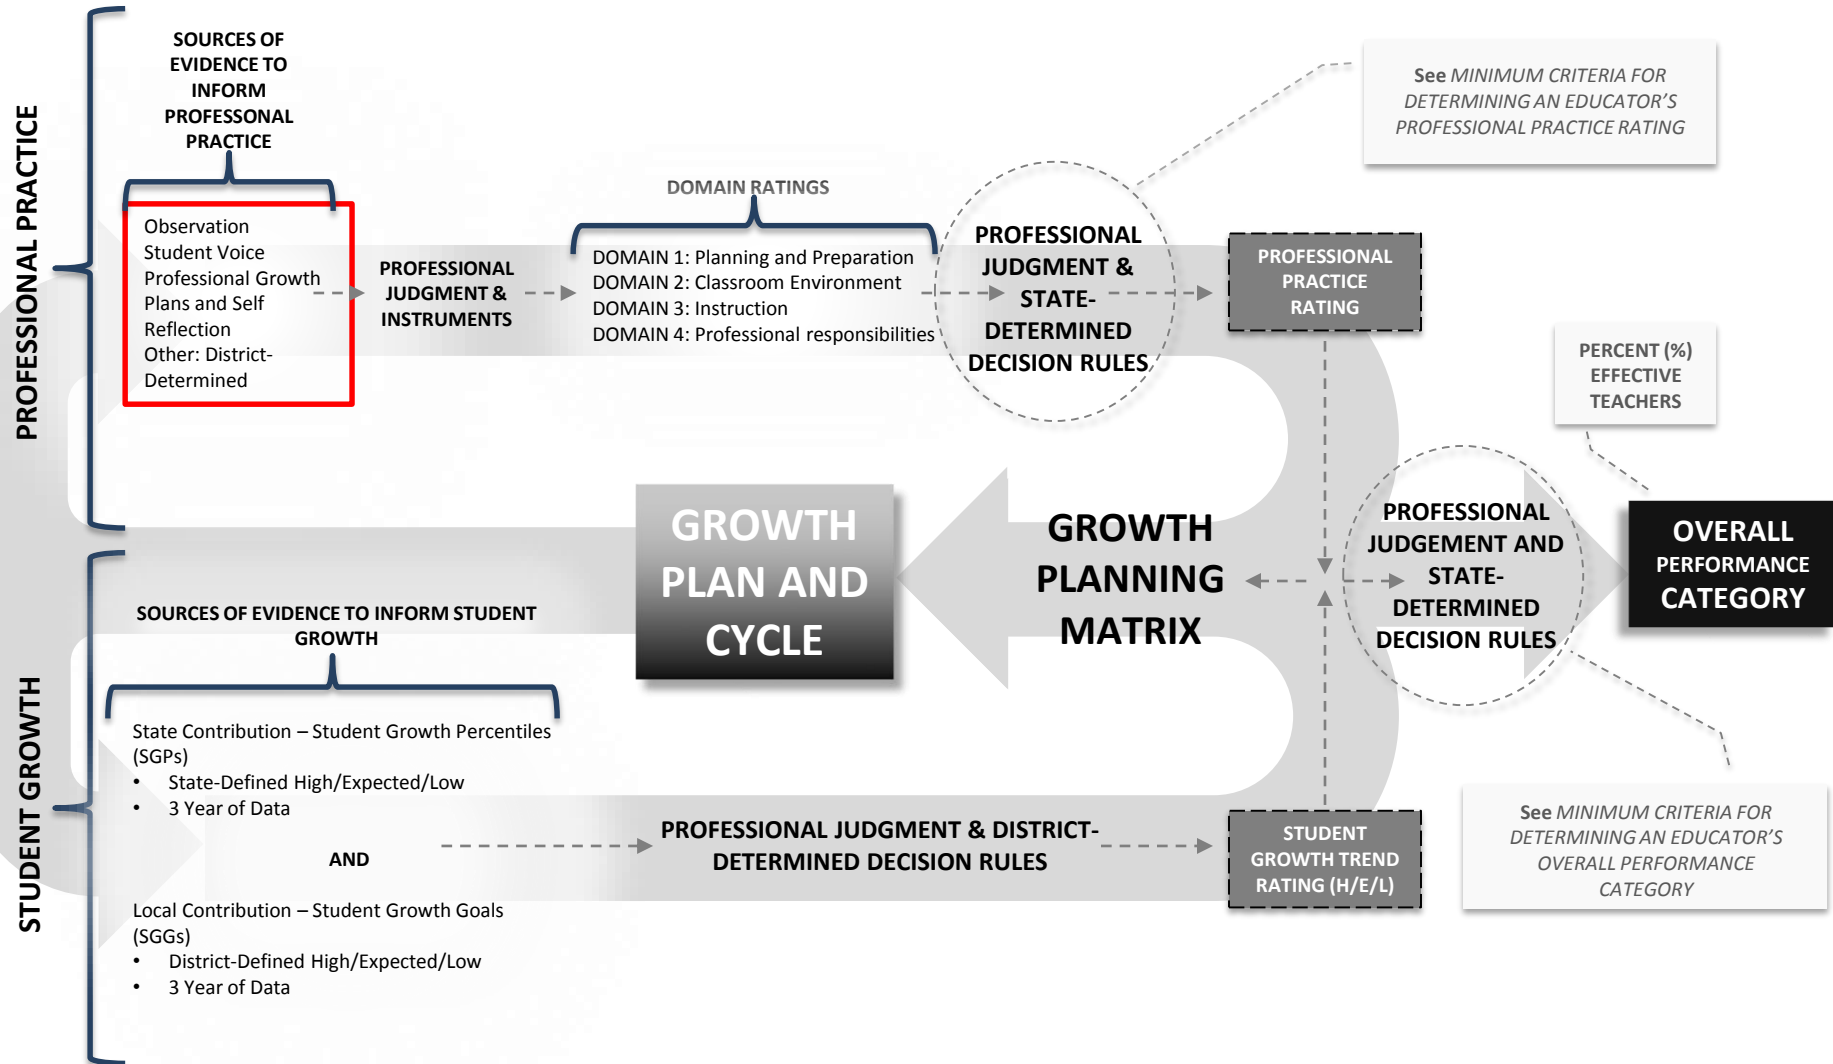 PROFESSIONAL PRACTICE
SOURCES OF
EVIDENCE TO
INFORM
PROFESSONAL
PRACTICE
Observation
Student Voice
Professional Growth
Plans and Self
Reflection
Other: District-
Determined
PROFESSIONAL
JUDGMENT &
INSTRUMENTS
DOMAIN RATINGS
DOMAIN 1: Planning and Preparation
DOMAIN 2: Classroom Environment
DOMAIN 3: Instruction
DOMAIN 4: Professional responsibilities
PROFESSIONAL
JUDGMENT &
STATE-
DETERMINED
DECISION RULES
See MINIMUM CRITERIA FOR
DETERMINING AN EDUCATOR'S
PROFESSIONAL PRACTICE RATING
PROFESSIONAL
PRACTICE
RATING
PERCENT (%)
EFFECTIVE
TEACHERS
GROWTH
PLAN AND
CYCLE
GROWTH
PLANNING
MATRIX
PROFESSIONAL
JUDGEMENT AND
STATE-
DETERMINED
DECISION RULES
OVERALL
PERFORMANCE
CATEGORY
STUDENT GROWTH
SOURCES OF EVIDENCE TO INFORM STUDENT
GROWTH
State Contribution – Student Growth Percentiles
(SGPs)
• State-Defined High/Expected/Low
• 3 Year of Data
AND
Local Contribution – Student Growth Goals
(SGGs)
• District-Defined High/Expected/Low
• 3 Year of Data
PROFESSIONAL JUDGMENT & DISTRICT-
DETERMINED DECISION RULES
STUDENT
GROWTH TREND
RATING (H/E/L)
See MINIMUM CRITERIA FOR
DETERMINING AN EDUCATOR'S
OVERALL PERFORMANCE
CATEGORY